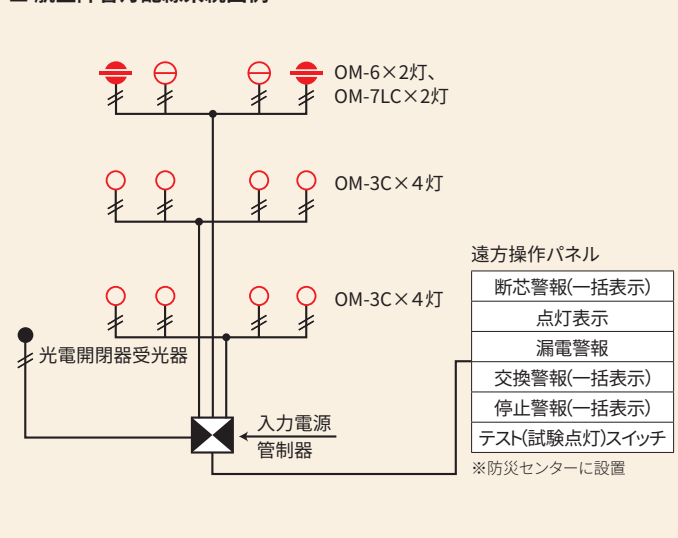 OM-6×2灯、
OM-7LC×2灯
OM-3C×4灯
OM-3C×4灯
光電開閉器受光器
入力電源
管制器
遠方操作パネル
断芯警報(一括表示)
点灯表示
漏電警報
交換警報(一括表示)
停止警報(一括表示)
テスト(試験点灯)スイッチ
※防災センターに設置